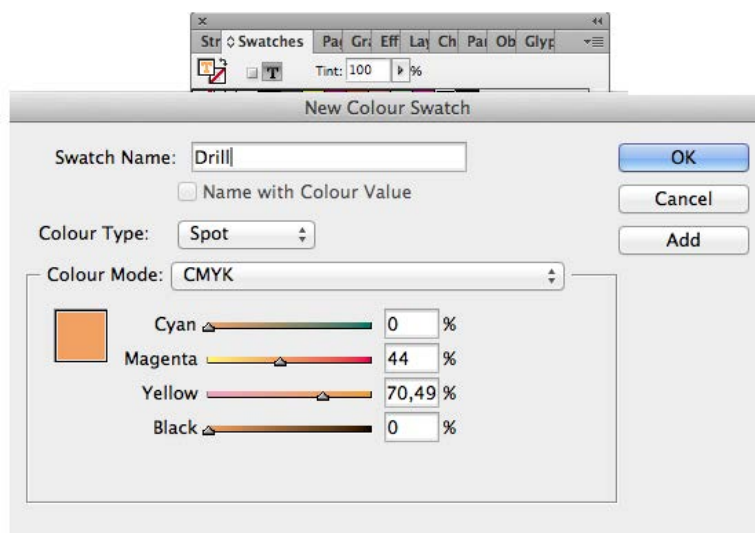 Str Swatches Pa Gra Eff Lay Ch Par Ob Glyp
T T Tint: 100 %
New Colour Swatch
Swatch Name: Drill OK
Name with Colour Value Cancel
Colour Type: Spot Add
Colour Mode: CMYK
Cyan 0 %
Magenta 44 %
Yellow 70,49 %
Black 0 %